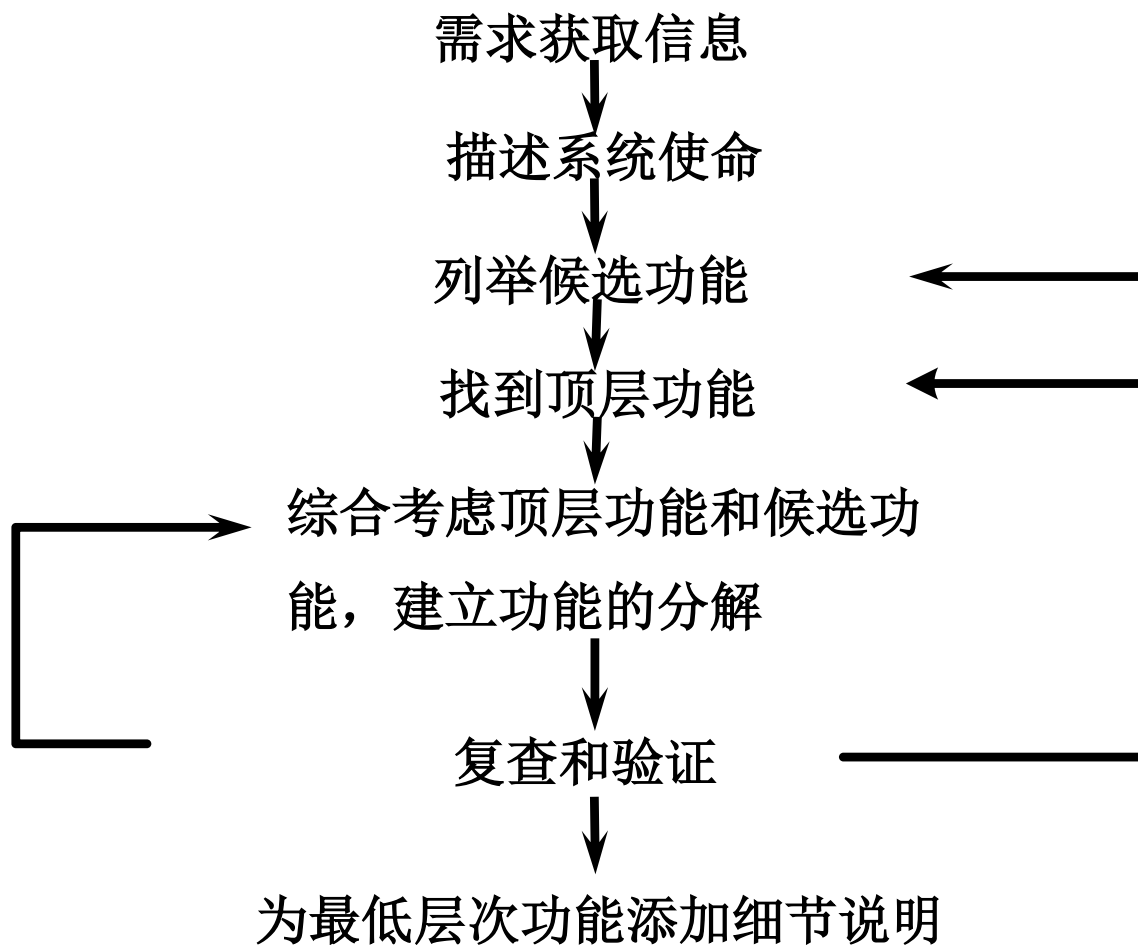 需求获取信息
描述系统使命
列举候选功能
找到顶层功能
综合考虑顶层功能和候选功
能，建立功能的分解
复查和验证
为最低层次功能添加细节说明